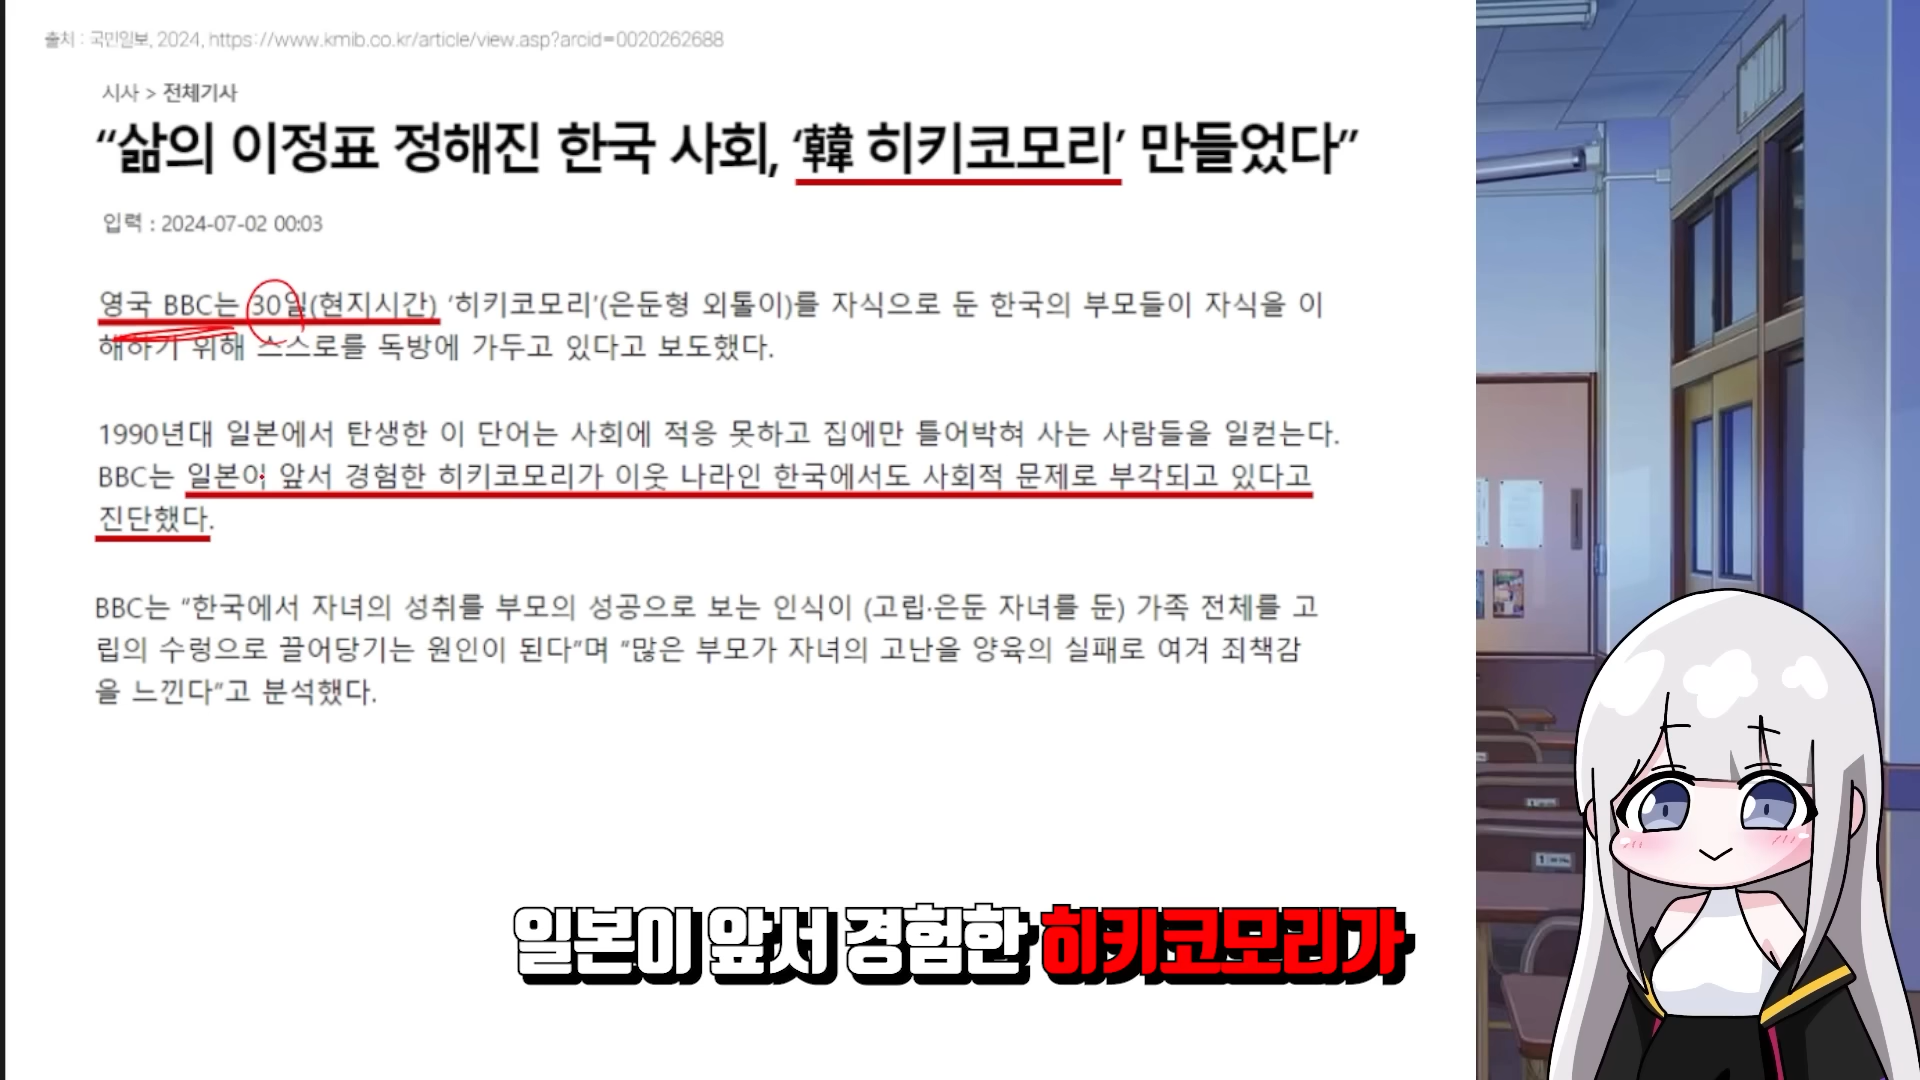 출처 : 국민일보, 2024, https://www.kmib.co.kr/article/view.asp?arcid=0020262688
시사 > 전체기사
“삶의 이정표 정해진 한국 사회, ‘韓 히키코모리’ 만들었다”
입력 : 2024-07-02 00:03
영국 BBC는 30일(현지시간) ‘히키코모리’(은둔형 외톨이)를 자식으로 둔 한국의 부모들이 자식을 이
해하기 위해 스스로를 독방에 가두고 있다고 보도했다.
1990년대 일본에서 탄생한 이 단어는 사회에 적응 못하고 집에만 틀어박혀 사는 사람들을 일컫는다.
BBC는 일본이 앞서 경험한 히키코모리가 이웃 나라인 한국에서도 사회적 문제로 부각되고 있다고
진단했다.
BBC는 “한국에서 자녀의 성취를 부모의 성공으로 보는 인식이 (고립·은둔 자녀를 둔) 가족 전체를 고
립의 수렁으로 끌어당기는 원인이 된다”며 “많은 부모가 자녀의 고난을 양육의 실패로 여겨 죄책감
을 느낀다”고 분석했다.
일본이 앞서 경험한 히키코모리가